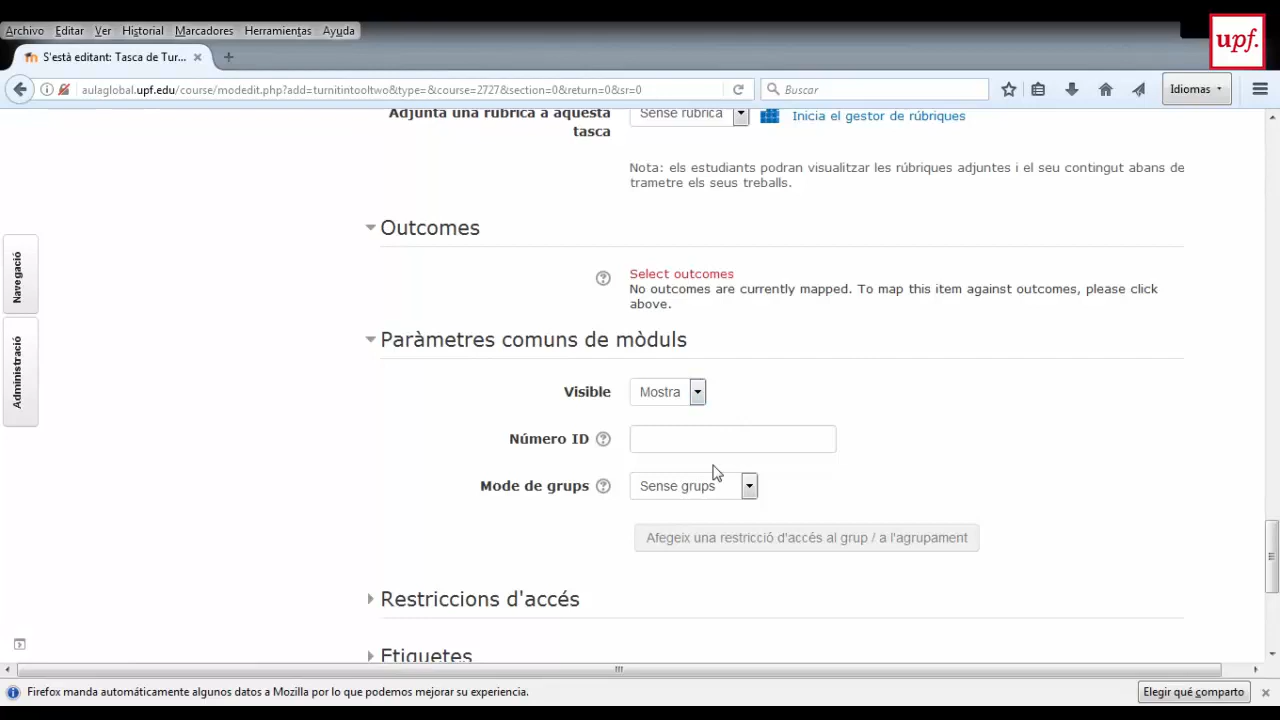 Archivo Editar Ver Historial Marcadores Herramientas Ayuda
upf.
S'està editant: Tasca de Tur...
aulaglobal.upf.edu/course/modedit.php?add=turnitintooltwo&type=&course=2727&section=0&return=0&sr=0
Buscar
Idiomas
Adjunta una rúbrica a aquesta
tasca
Sense rubrica
Inicia el gestor de rúbriques
Nota: els estudiants podran visualitzar les rúbriques adjuntes i el seu contingut abans de
trametre els seus treballs.
Outcomes
Navegació
Select outcomes
No outcomes are currently mapped. To map this item against outcomes, please click
above.
Administració
Paràmetres comuns de mòduls
Visible
Mostra
Número ID
Mode de grups
Sense grups
Afegeix una restricció d'accés al grup / a l'agrupament
Restriccions d'accés
Etiquetes
Firefox manda automáticamente algunos datos a Mozilla por lo que podemos mejorar su experiencia.
Elegir qué comparto